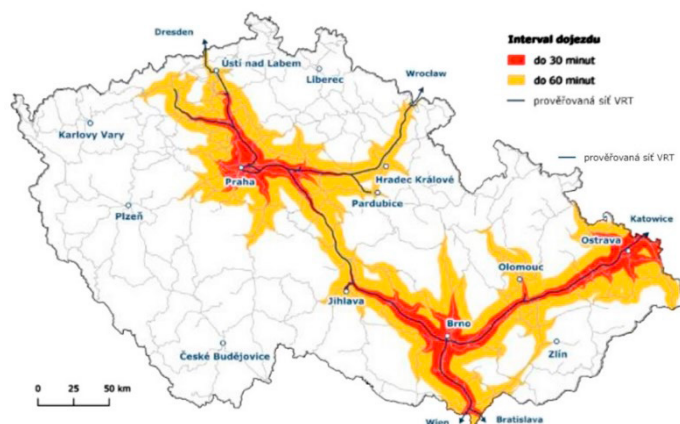 Dresden
Ústí nad Labem
Liberec
Wrocław
Karlovy Vary
Praha
Hradec Králové
Pardubice
Plzeň
Jihlava
České Budějovice
Brno
Olomouc
Ostrava
Katowice
Zlín
Wien
Bratislava
Interval dojezdu
do 30 minut
do 60 minut
prověřovaná síť VRT
prověřovaná síť VRT
0 25 50 km